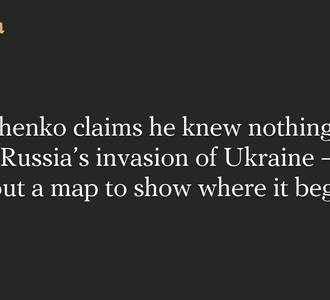 henko claims he knew nothing
Russia’s invasion of Ukraine –
out a map to show where it beg